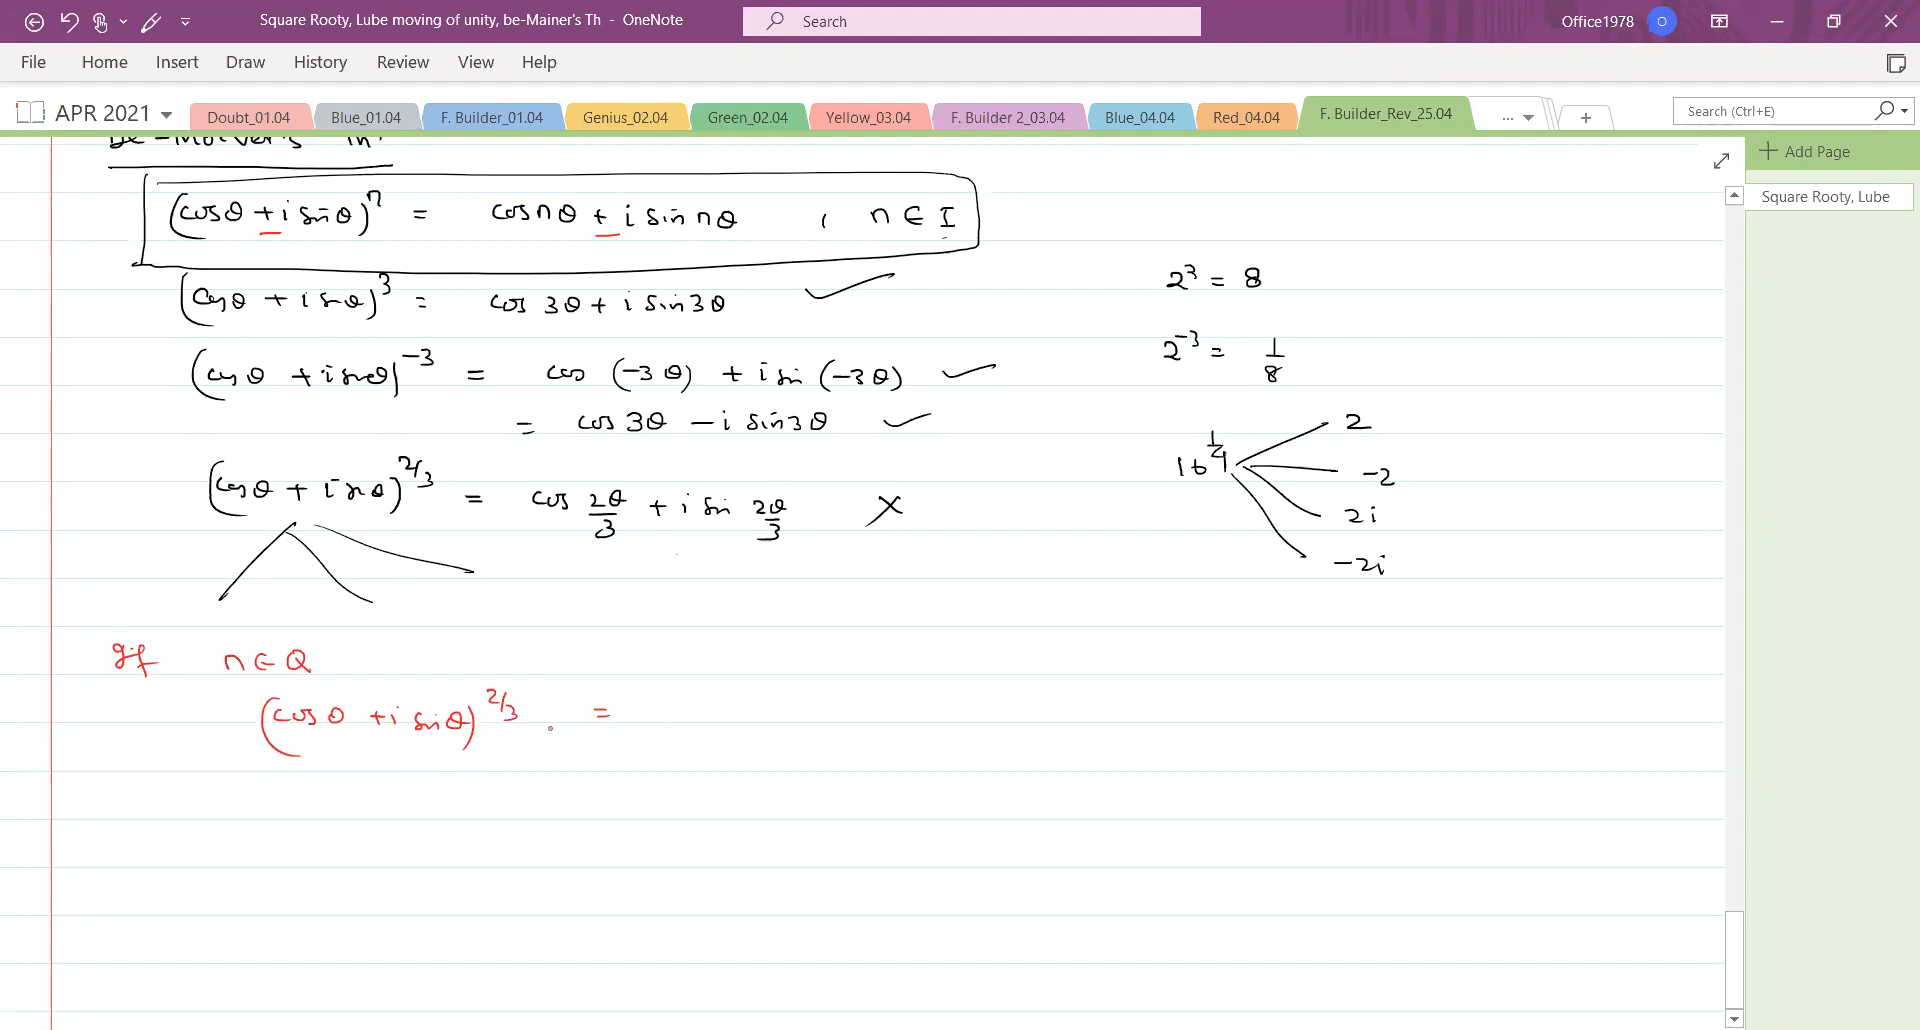 Square Rooty, Lube moving of unity, be-Mainer's Th - OneNote
Search
Office1978
O
File Home Insert Draw History Review View Help
APR 2021
Doubt_01.04 Blue_01.04 F. Builder_01.04 Genius_02.04 Green_02.04 Yellow_03.04 F. Builder 2_03.04 Blue_04.04 Red_04.04 F. Builder_Rev_25.04 ... +
Search (Ctrl+E)
+ Add Page
Square Rooty, Lube
(cosθ + i sinθ)^n = cos nθ + i sin nθ , n ∈ I
(cosθ + i sinθ)^3 = cos 3θ + i sin 3θ ✓
(cosθ + i sinθ)^-3 = cos (-3θ) + i sin (-3θ) ✓
= cos 3θ - i sin 3θ ✓
(cosθ + i sinθ)^2/3 = cos 2θ/3 + i sin 2θ/3 ✗
2^3 = 8
2^-3 = 1/8
16^1/4
2
-2
2i
-2i
If n ∈ Q
(cosθ + i sinθ)^2/3 =